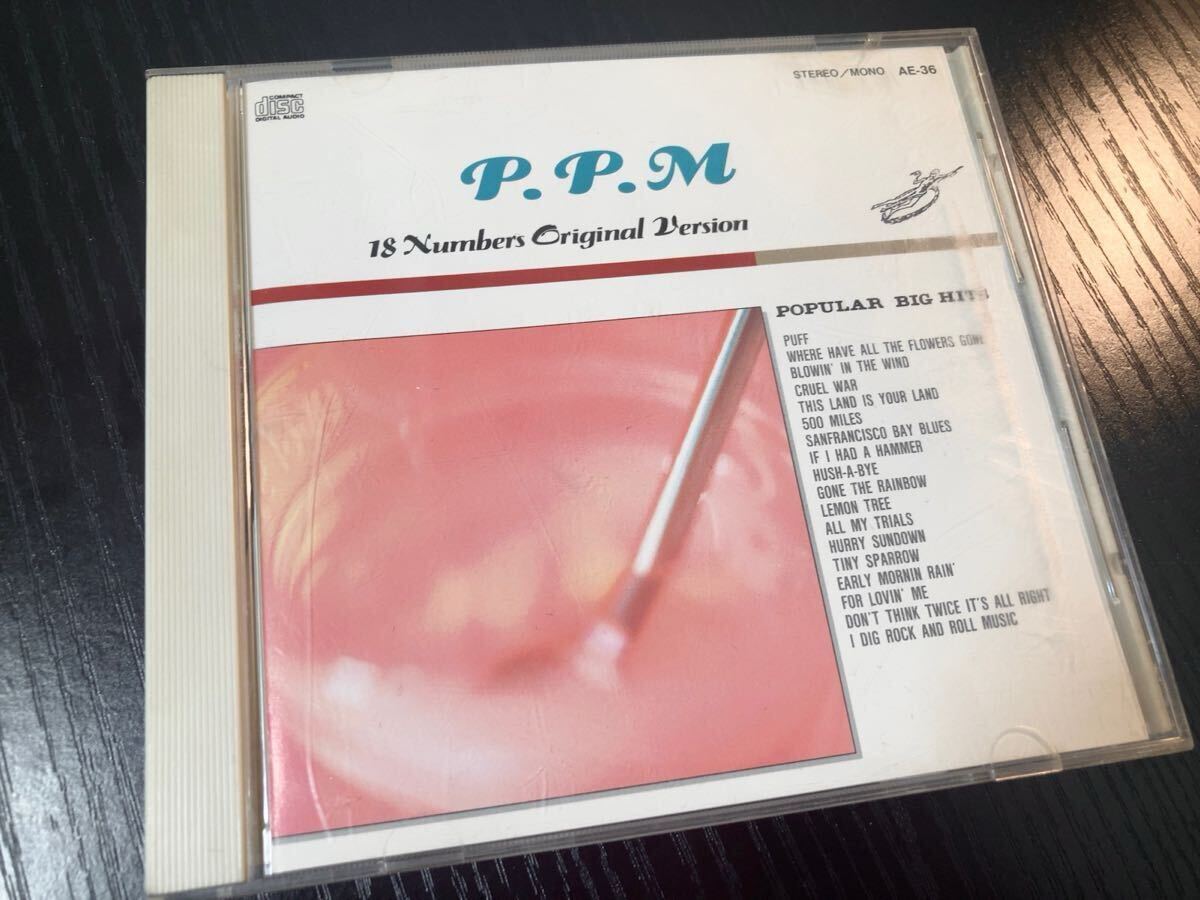 COMPACT
disc
DIGITAL AUDIO
STEREO/MONO AE-36
P.P.M
18 Numbers Original Version
POPULAR BIG HITS
PUFF
WHERE HAVE ALL THE FLOWERS GONE
BLOWIN' IN THE WIND
CRUEL WAR
THIS LAND IS YOUR LAND
500 MILES
SANFRANCISCO BAY BLUES
IF I HAD A HAMMER
HUSH-A-BYE
GONE THE RAINBOW
LEMON TREE
ALL MY TRIALS
HURRY SUNDOWN
TINY SPARROW
EARLY MORNIN RAIN'
FOR LOVIN' ME
DON'T THINK TWICE IT'S ALL RIGHT
I DIG ROCK AND ROLL MUSIC